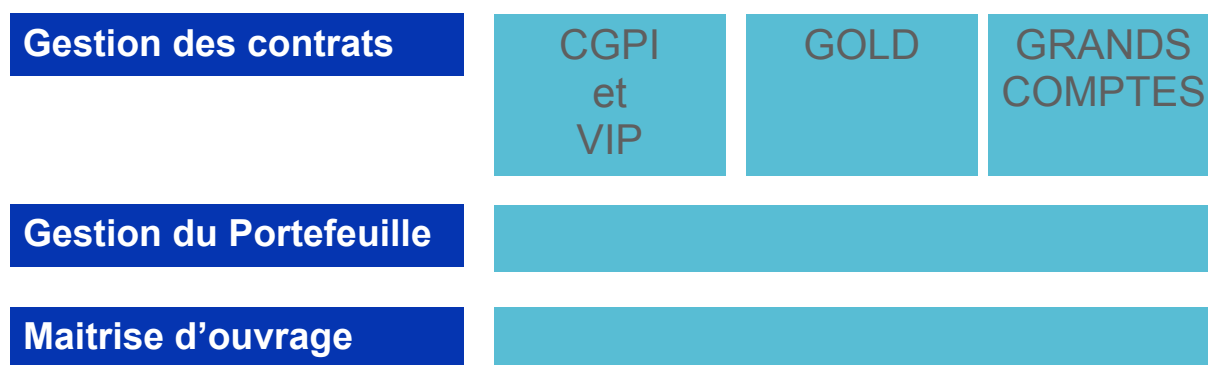 Gestion des contrats
CGPI
et
VIP
GOLD
GRANDS
COMPTES
Gestion du Portefeuille
Maitrise d’ouvrage